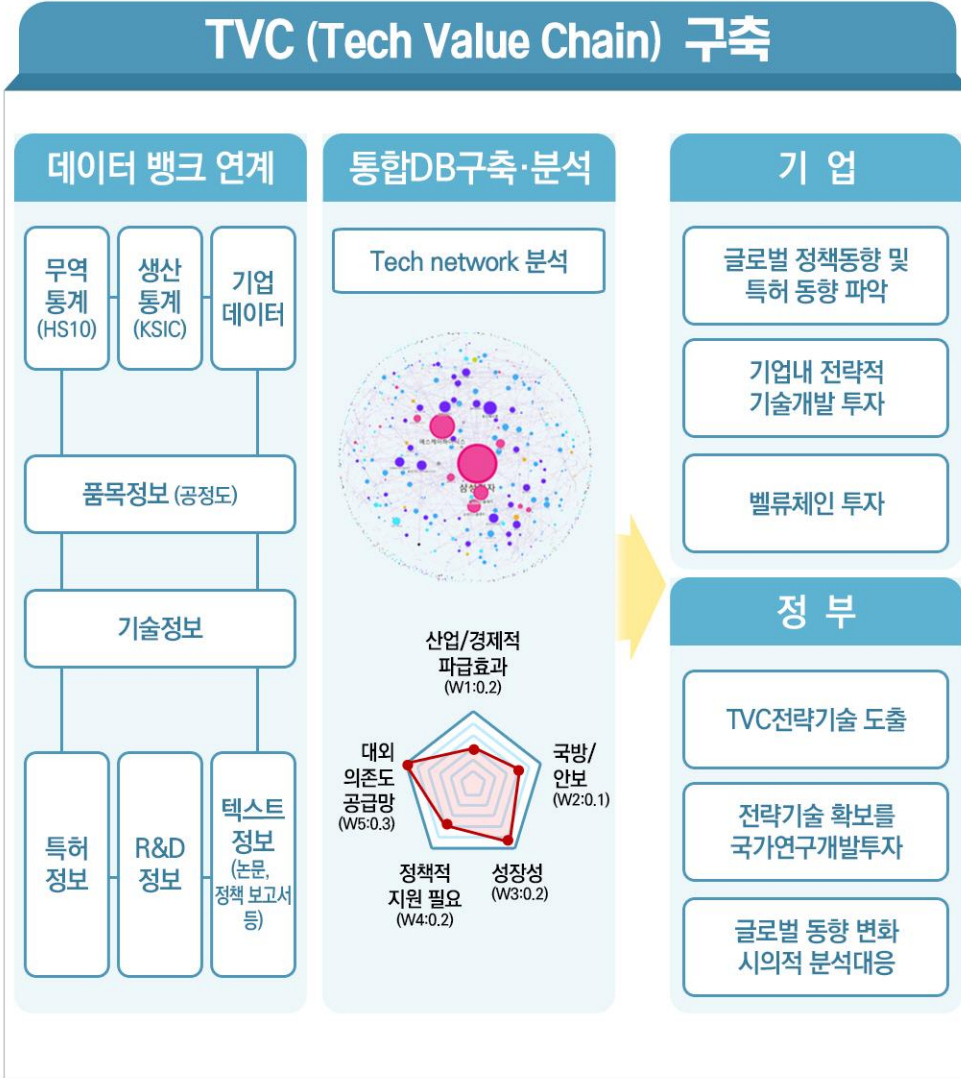 TVC (Tech Value Chain) 구축
데이터 뱅크 연계
무역
통계
(HS10)
생산
통계
(KSIC)
기업
데이터
품목정보 (공정도)
기술정보
특허
정보
R&D
정보
텍스트
정보
(논문,
정책 보고서
등)
통합DB구축·분석
Tech network 분석
삼성전자
산업/경제적
파급효과
(W1:0.2)
국방/
안보
(W2:0.1)
성장성
(W3:0.2)
정책적
지원 필요
(W4:0.2)
대외
의존도
공급망
(W5:0.3)
기 업
글로벌 정책동향 및
특허 동향 파악
기업내 전략적
기술개발 투자
벨류체인 투자
정 부
TVC전략기술 도출
전략기술 확보를
국가연구개발투자
글로벌 동향 변화
시의적 분석대응